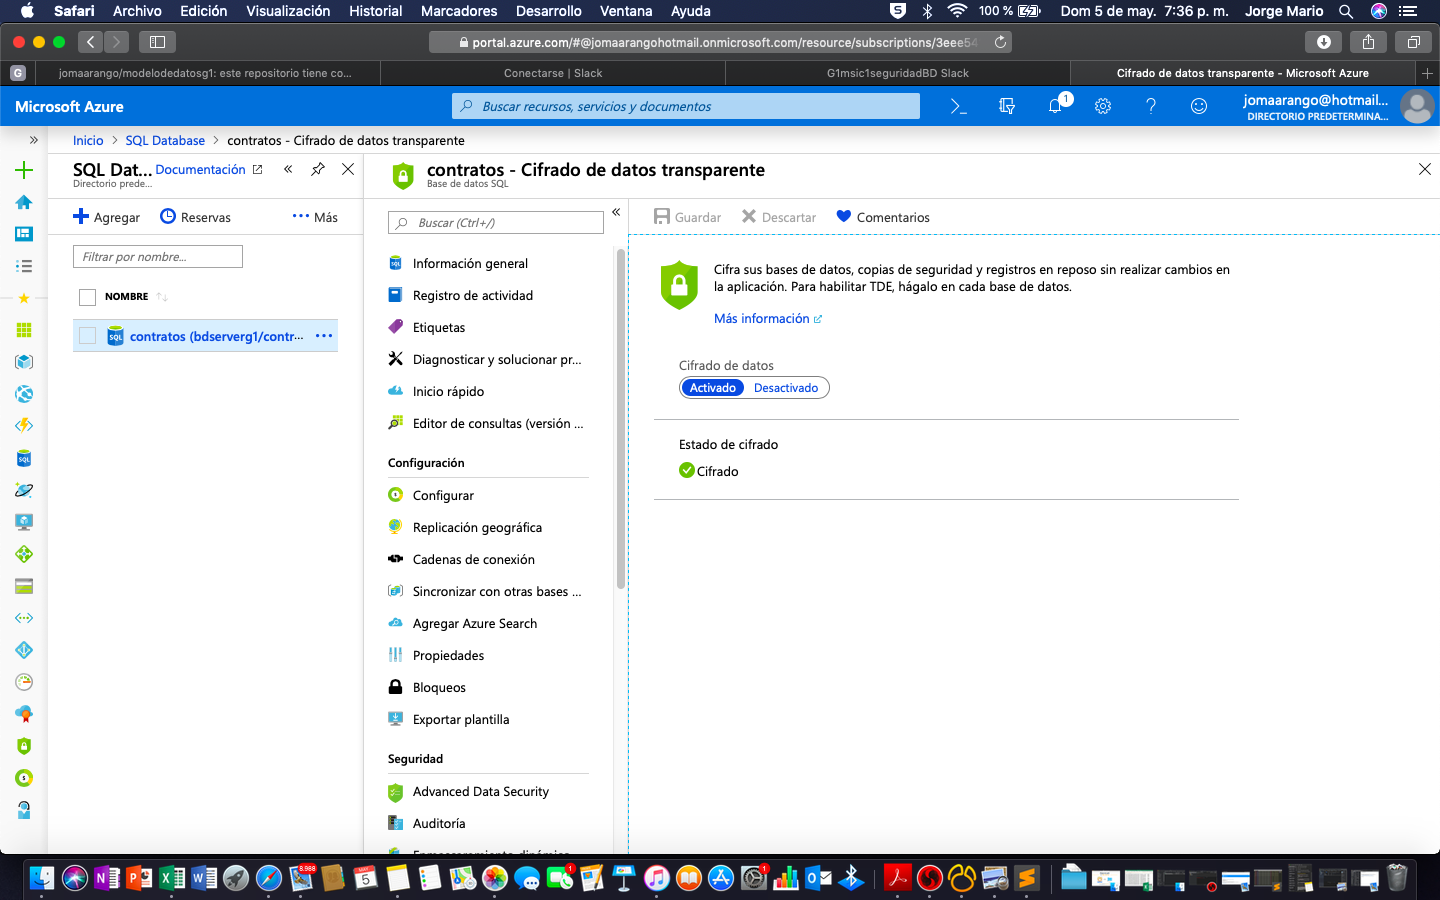 Safari Archivo Edición Visualización Historial Marcadores Desarrollo Ventana Ayuda
S 100 % Dom 5 de may. 7:36 p. m. Jorge Mario
portal.azure.com/#@jomaarangohotmail.onmicrosoft.com/resource/subscriptions/3eee54
G jomaarango/modelodedatosg1: este repositorio tiene co... Conectarse | Slack G1msic1seguridadBD Slack Cifrado de datos transparente - Microsoft Azure
Microsoft Azure
Buscar recursos, servicios y documentos
1
jomaarango@hotmail...
DIRECTORIO PREDETERMINA...
Inicio > SQL Database > contratos - Cifrado de datos transparente
SQL Dat... Documentación
Directorio prede...
Agregar Reservas ... Más
Filtrar por nombre...
NOMBRE
SQL contratos (bdserverg1/contr... ...
contratos - Cifrado de datos transparente
Base de datos SQL
Buscar (Ctrl+/)
Información general
Registro de actividad
Etiquetas
Diagnosticar y solucionar pr...
Inicio rápido
Editor de consultas (versión ...
Configuración
Configurar
Replicación geográfica
Cadenas de conexión
Sincronizar con otras bases ...
Agregar Azure Search
Propiedades
Bloqueos
Exportar plantilla
Seguridad
Advanced Data Security
Auditoría
Enmascaramiento dinámico
Guardar Descartar Comentarios
Cifra sus bases de datos, copias de seguridad y registros en reposo sin realizar cambios en
la aplicación. Para habilitar TDE, hágalo en cada base de datos.
Más información
Cifrado de datos
Activado Desactivado
Estado de cifrado
Cifrado
8.988
5
1
1